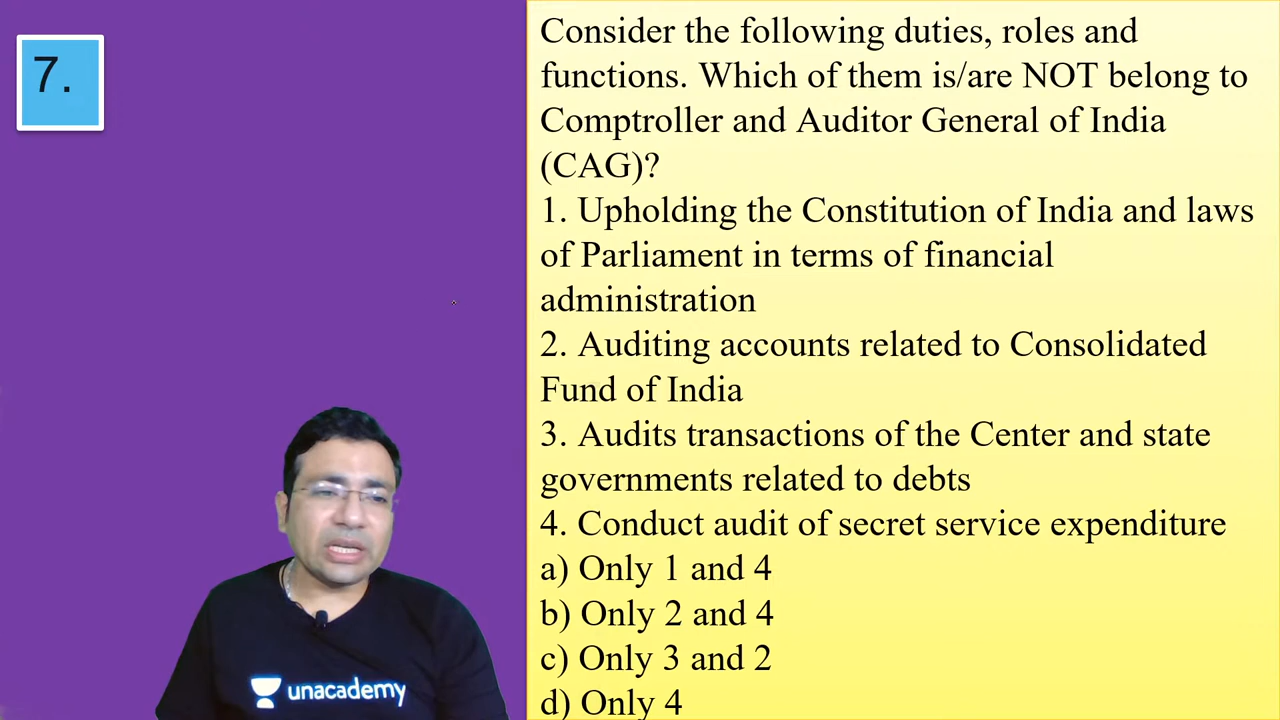 7.
Consider the following duties, roles and
functions. Which of them is/are NOT belong to
Comptroller and Auditor General of India
(CAG)?
1. Upholding the Constitution of India and laws
of Parliament in terms of financial
administration
2. Auditing accounts related to Consolidated
Fund of India
3. Audits transactions of the Center and state
governments related to debts
4. Conduct audit of secret service expenditure
a) Only 1 and 4
b) Only 2 and 4
c) Only 3 and 2
d) Only 4
unacademy